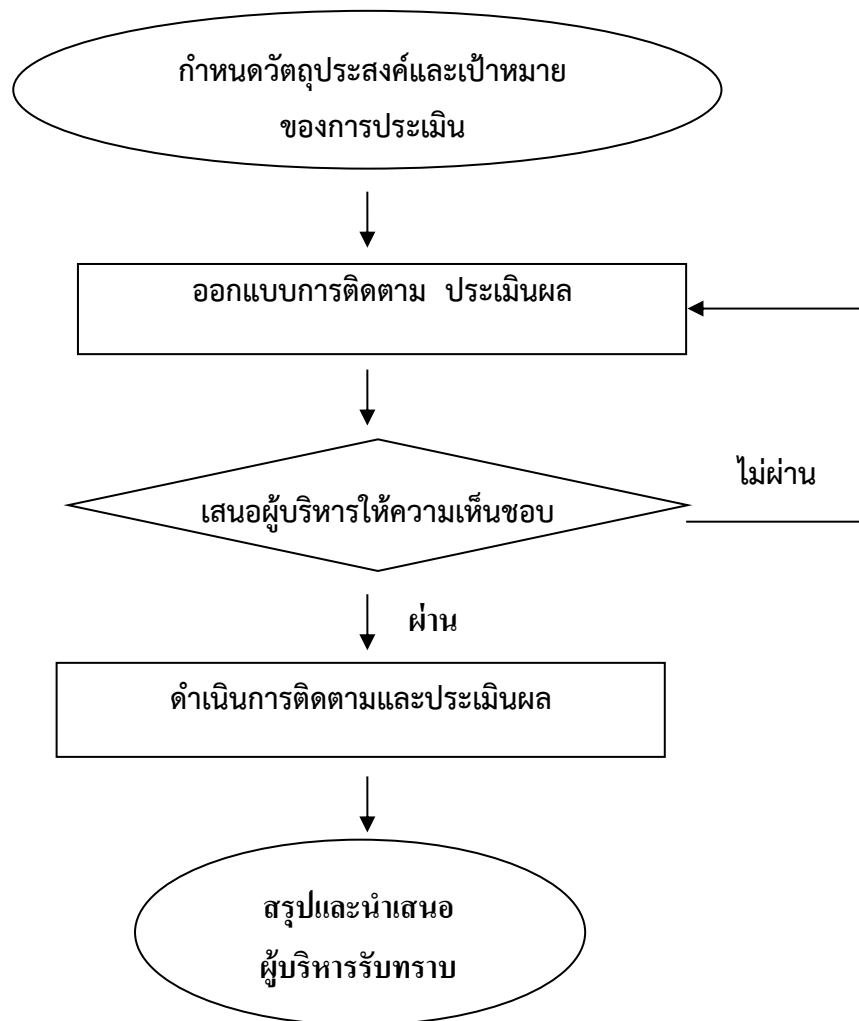 กำหนดวัตถุประสงค์และเป้าหมาย
ของการประเมิน
ออกแบบการติดตาม ประเมินผล
ไม่ผ่าน
เสนอผู้บริหารให้ความเห็นชอบ
ผ่าน
ดำเนินการติดตามและประเมินผล
สรุปและนำเสนอ
ผู้บริหารรับทราบ